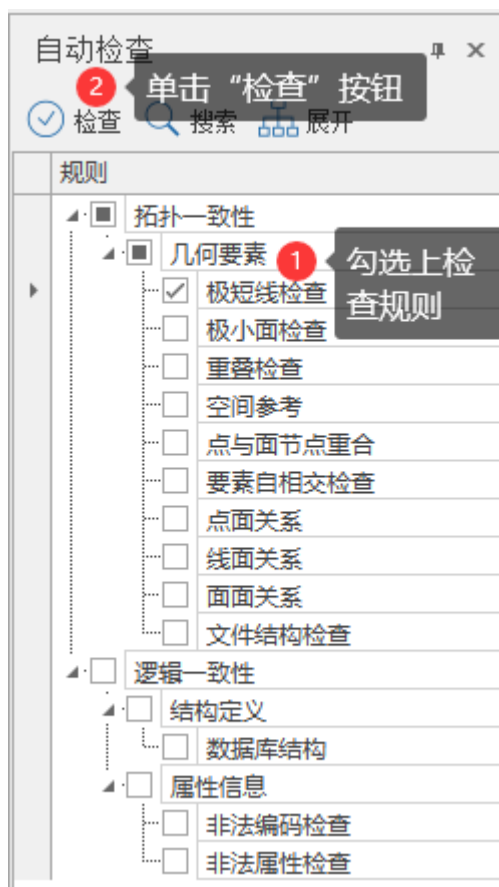 自动检查
2 单击“检查”按钮
检查 搜索 展开
规则
拓扑一致性
几何要素
1 勾选上检
查规则
极短线检查
极小面检查
重叠检查
空间参考
点与面节点重合
要素自相交检查
点面关系
线面关系
面面关系
文件结构检查
逻辑一致性
结构定义
数据库结构
属性信息
非法编码检查
非法属性检查